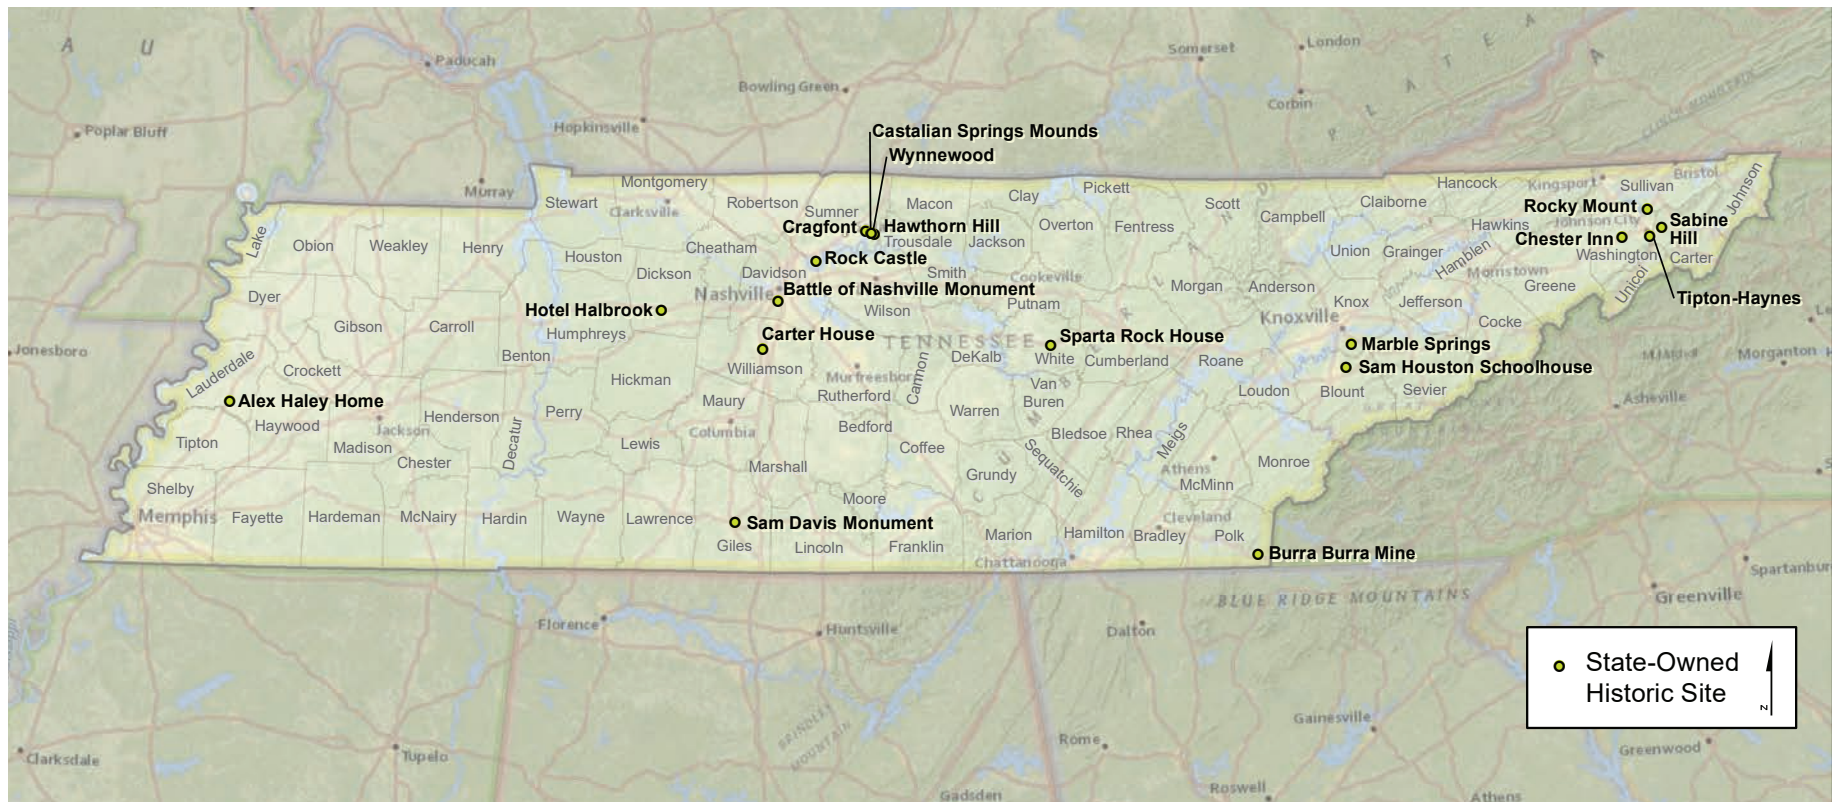 A U
Paducah
Somerset
London
A
P L A T E A
Bowling Green
Poplar Bluff
Hopkinsville
Corbin
CLINCH MOUNTAIN
Castalian Springs Mounds
Wynnewood
Murray
Stewart
Montgomery
Clarksville
Robertson
Sumner
Macon
Clay
Pickett
Scott
Campbell
Claiborne
Hancock
Kingsport
Sullivan
Bristol
Johnson
Rocky Mount
Cragfont
Hawthorn Hill
Trousdale
Jackson
Overton
Fentress
Hawkins
Johnson City
Sabine
Hill
Chester Inn
Lake
Obion
Weakley
Henry
Houston
Cheatham
Rock Castle
Union
Grainger
Hamblen
Washington
Carter
Dickson
Davidson
Smith
Cookeville
Morgan
Anderson
Morristown
Greene
Unicoi
Tipton-Haynes
Dyer
Nashville
Battle of Nashville Monument
Putnam
Knox
Jefferson
Hotel Halbrook
Wilson
Knoxville
Cocke
Gibson
Carroll
Humphreys
Carter House
TENNESSEE
Sparta Rock House
Marble Springs
Jonesboro
Benton
DeKalb
White
Cumberland
Roane
Morganton
Lauderdale
Crockett
Williamson
Murfreesboro
Cannon
Sam Houston Schoolhouse
Hickman
Van
Buren
Loudon
Blount
Sevier
Alex Haley Home
Haywood
Henderson
Decatur
Perry
Maury
Rutherford
Warren
Asheville
Tipton
Madison
Jackson
Chester
Lewis
Columbia
Bedford
Coffee
Bledsoe
Rhea
Meigs
C U M B E R L A N D
Shelby
Marshall
Grundy
Sequatchie
Athens
McMinn
Monroe
Memphis
Fayette
Hardeman
McNairy
Hardin
Wayne
Lawrence
Moore
Sam Davis Monument
Giles
Lincoln
Franklin
Marion
Hamilton
Bradley
Cleveland
Polk
Chattanooga
Burra Burra Mine
Spartanbur
BLUE RIDGE MOUNTAINS
Greenville
Florence
Huntsville
Dalton
State-Owned
Historic Site
N
BRINDLEY
MOUNTAIN
Gainesville
Rome
Greenwood
Clarksdale
Tupelo
Roswell
Gadsden
Athens